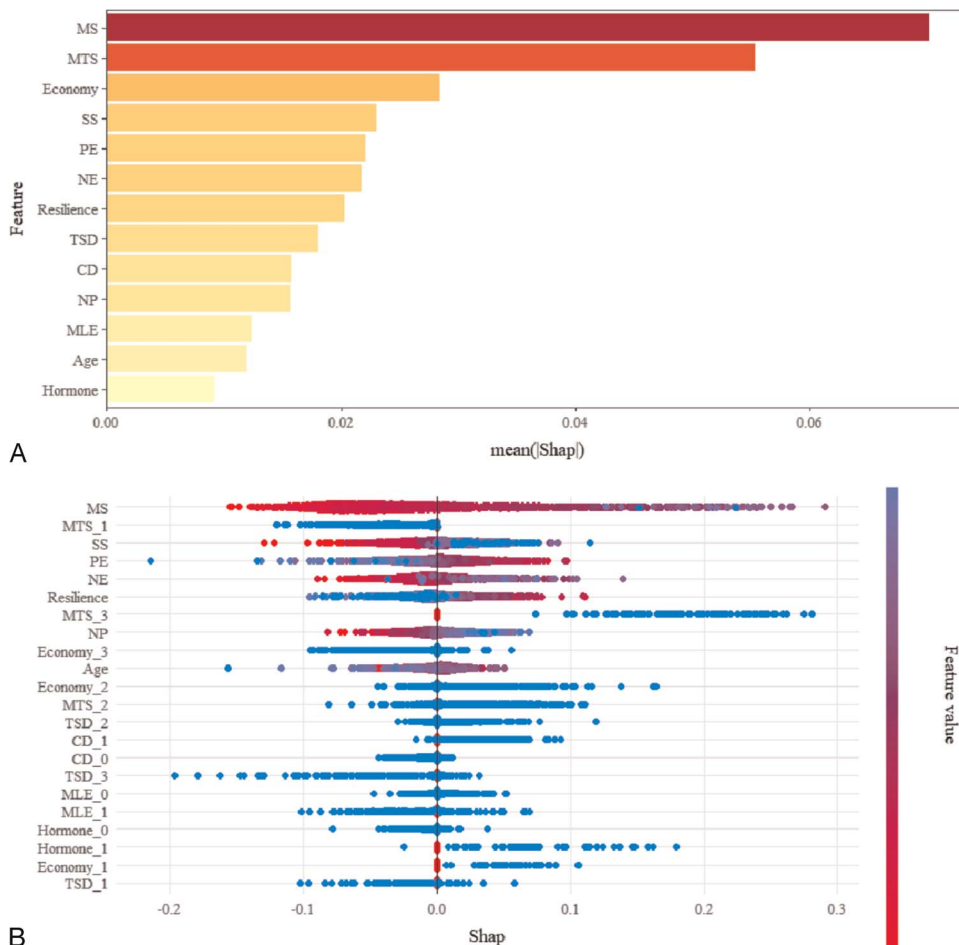 MS
MTS
Economy
SS
PE
NE
Resilience
TSD
CD
NP
MLE
Age
Hormone
Feature
0.00 0.02 0.04 0.06
mean(|Shap|)
A
MS
MTS_1
SS
PE
NE
Resilience
MTS_3
NP
Economy_3
Age
Economy_2
MTS_2
TSD_2
CD_1
CD_0
TSD_3
MLE_0
MLE_1
Hormone_0
Hormone_1
Economy_1
TSD_1
-0.2 -0.1 0.0 0.1 0.2 0.3
Shap
Feature value
B